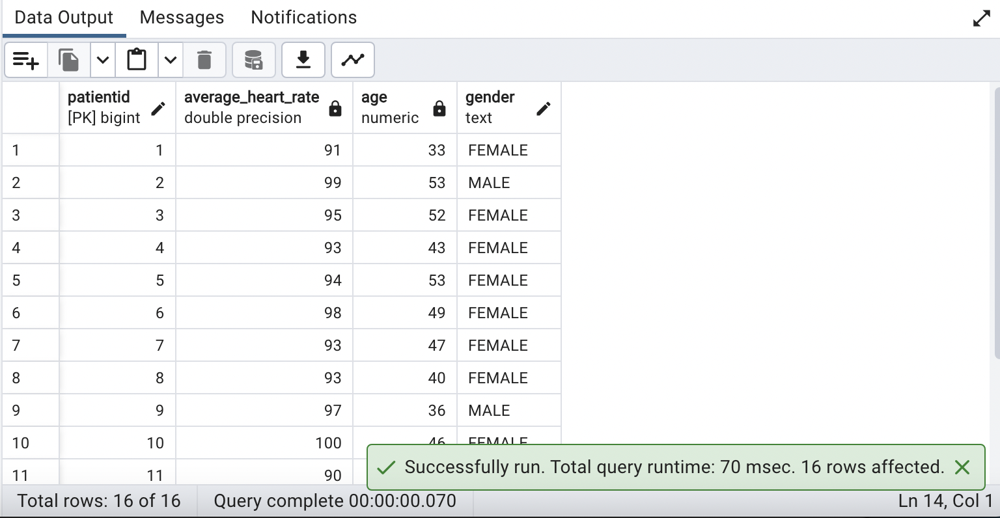 Data Output Messages Notifications
patientid average_heart_rate age gender
[PK] bigint double precision numeric text
1 1 91 33 FEMALE
2 2 99 53 MALE
3 3 95 52 FEMALE
4 4 93 43 FEMALE
5 5 94 53 FEMALE
6 6 98 49 FEMALE
7 7 93 47 FEMALE
8 8 93 40 FEMALE
9 9 97 36 MALE
10 10 100 46 FEMALE
11 11 90
Successfully run. Total query runtime: 70 msec. 16 rows affected.
Total rows: 16 of 16 Query complete 00:00:00.070 Ln 14, Col 1